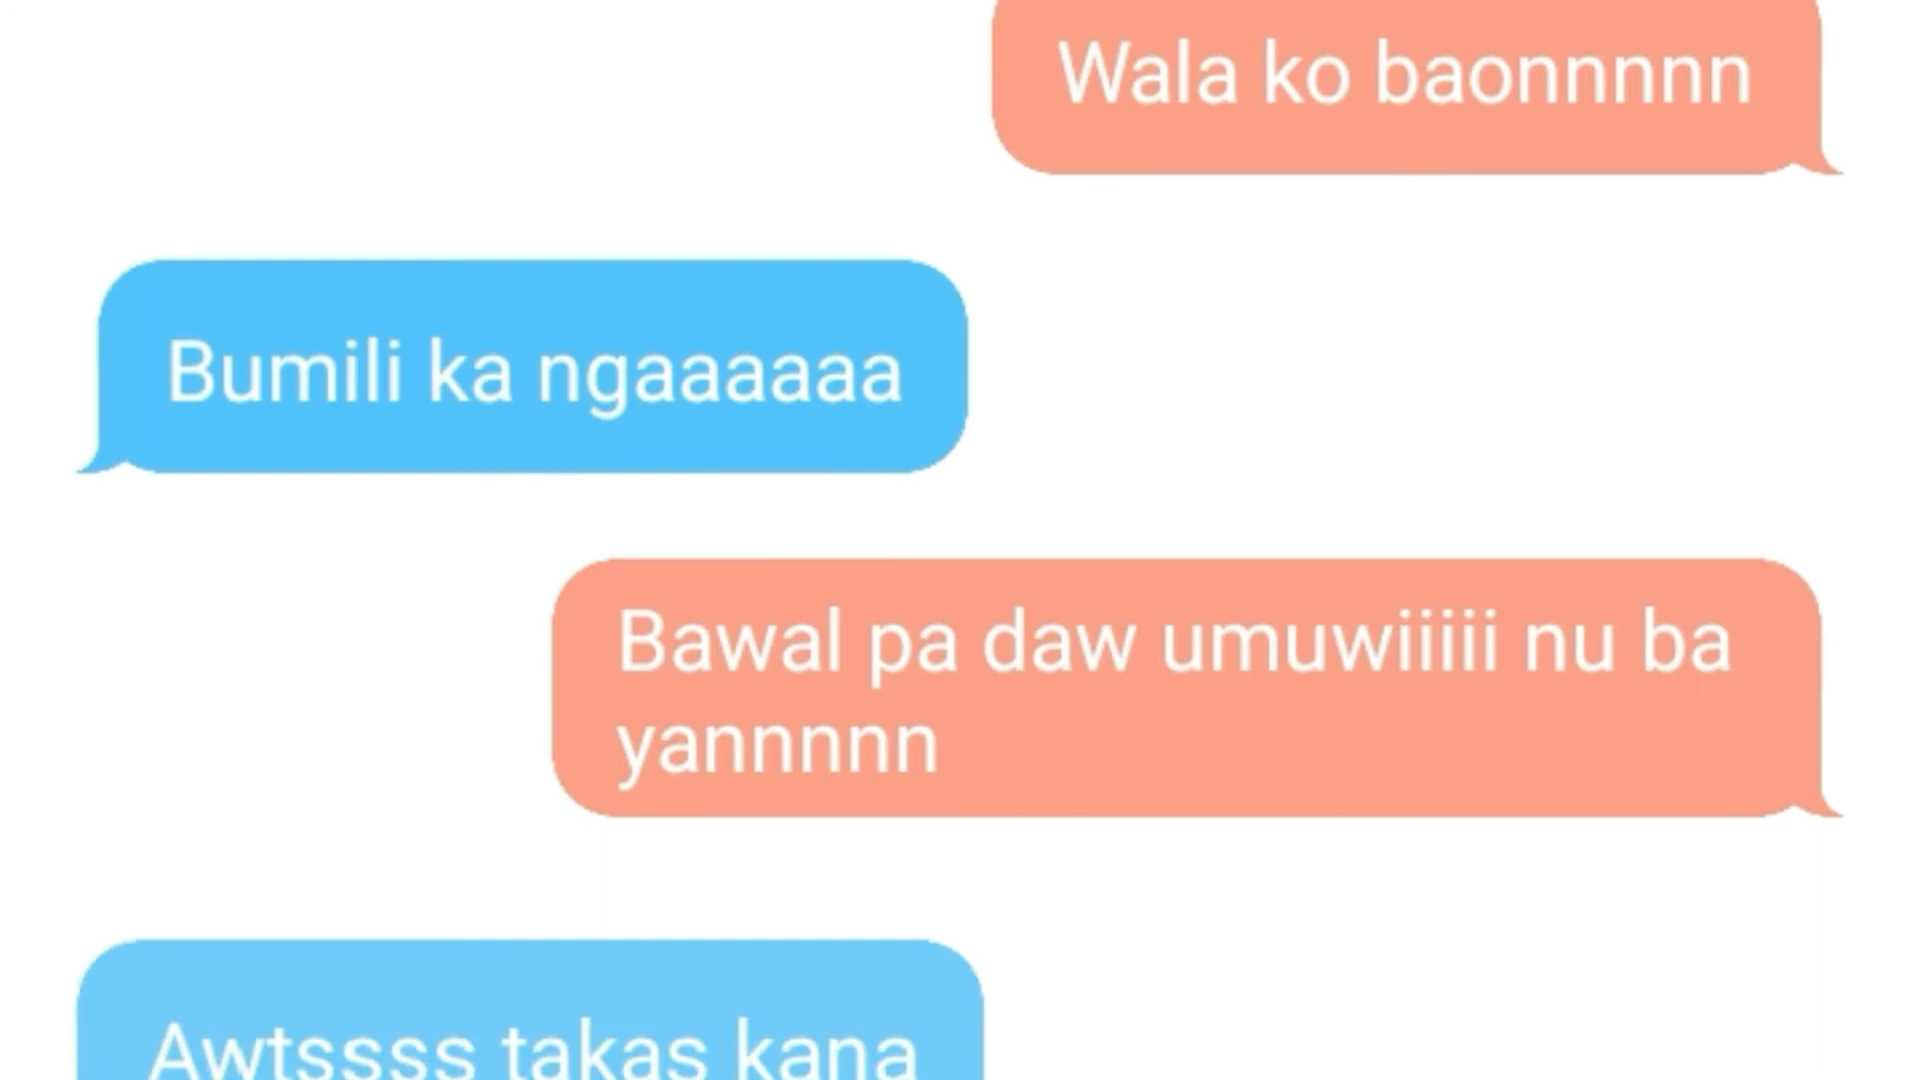 Wala ko baonnnnn
Bumili ka ngaaaaaa
Bawal pa daw umuwiiiii nu ba
yannnnn
Awtssss takas kana